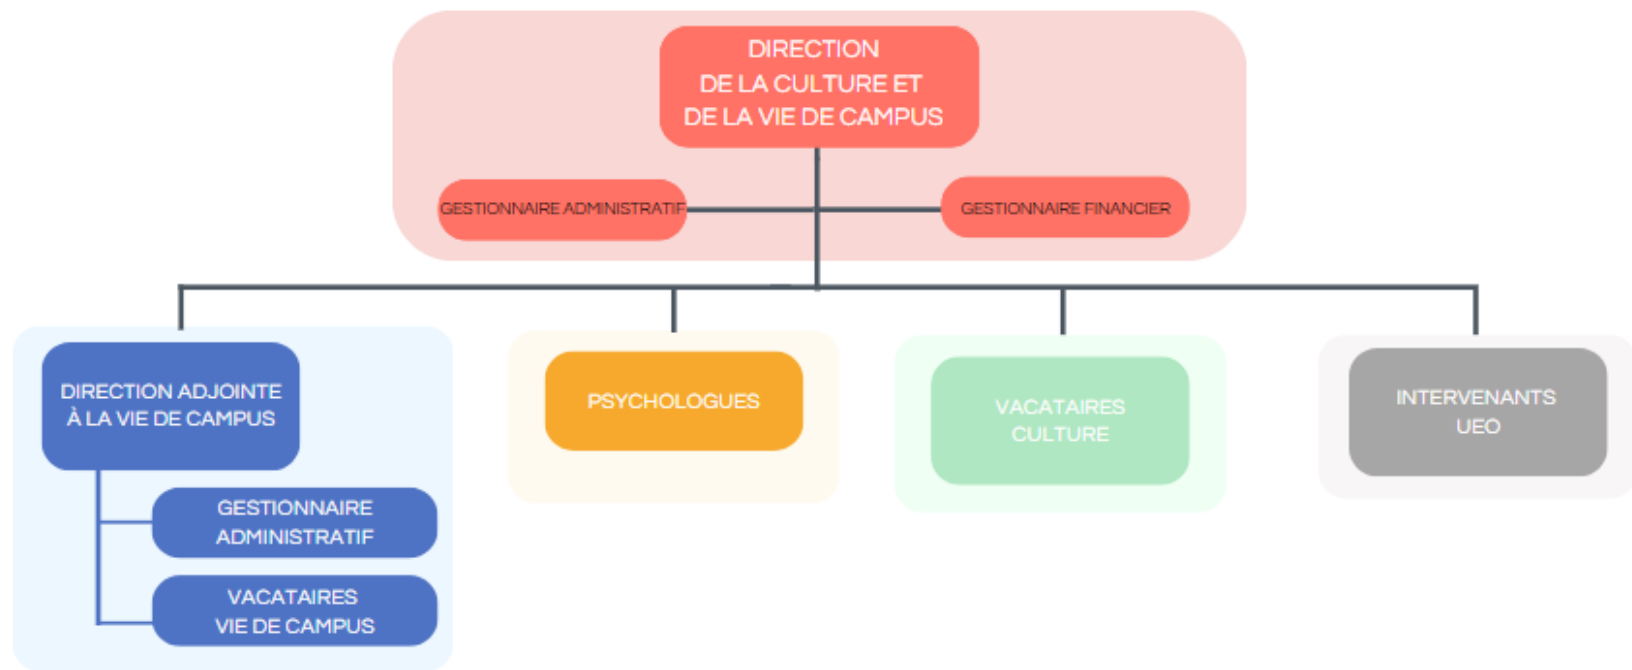 DIRECTION
DE LA CULTURE ET
DE LA VIE DE CAMPUS
GESTIONNAIRE ADMINISTRATIF
GESTIONNAIRE FINANCIER
DIRECTION ADJOINTE
À LA VIE DE CAMPUS
GESTIONNAIRE
ADMINISTRATIF
VACATAIRES
VIE DE CAMPUS
PSYCHOLOGUES
VACATAIRES
CULTURE
INTERVENANTS
UEO